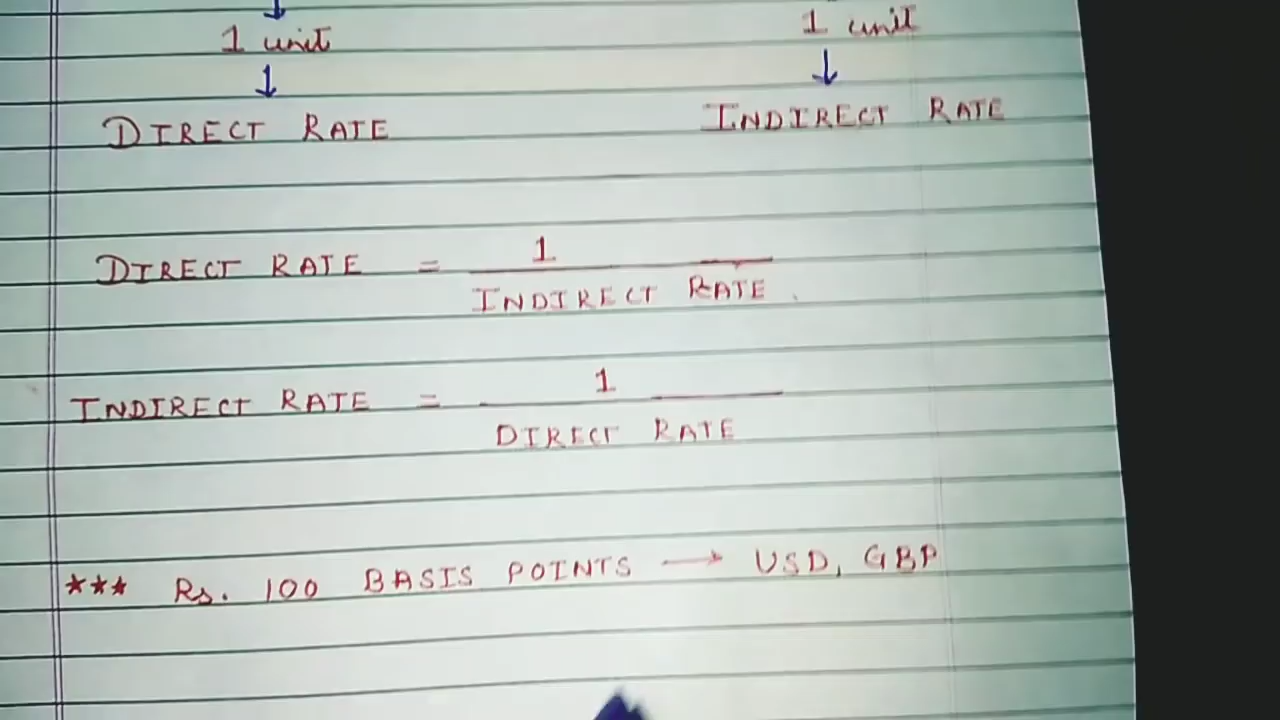 1 unit 1 unit
DIRECT RATE INDIRECT RATE
DIRECT RATE = 1
INDIRECT RATE
INDIRECT RATE = 1
DIRECT RATE
*** Rs. 100 BASIS POINTS → USD, GBP